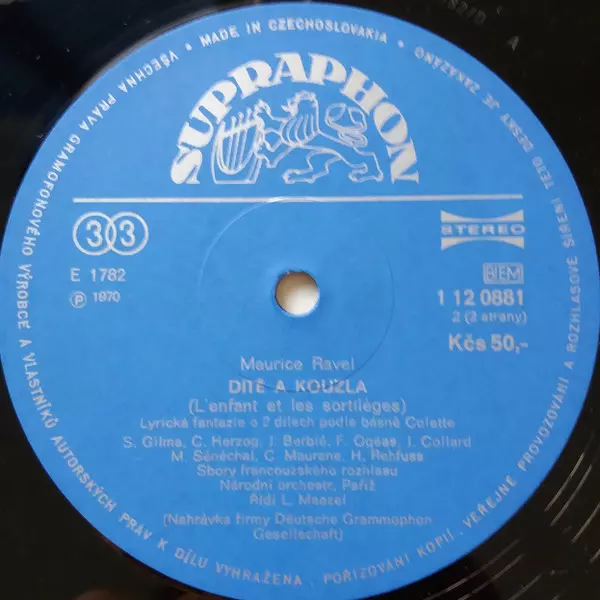 VŠECHNA PRÁVA GRAMOFONOVÉHO VÝROBCE A VLASTNÍKŮ AUTORSKÝCH PRÁV K DÍLU VYHRAŽENA. POŘIZOVÁNÍ KOPIÍ, VEŘEJNÉ PROVOZOVÁNÍ A ROZHLASOVÉ ŠÍŘENÍ TÉTO DESKY JE ZAKÁZÁNO • MADE IN CZECHOSLOVAKIA •
SUPRAPHON
33
STEREO
E 1782
BIEM
℗ 1970
1 12 0881
2 (2 strany)
Kčs 50,-
Maurice Ravel
DÍTĚ A KOUZLA
(L'enfant et les sortilèges)
Lyrická fantazie o 2 dílech podle básně Colette
S. Gilma, C. Herzog, J. Berbié, F. Ogéas, J. Collard
M. Sénéchal, C. Maurane, H. Rehfuss
Sbory francouzského rozhlasu
Národní orchestr, Paříž
Řídí L. Maazel
(Nahrávka firmy Deutsche Grammophon
Gesellschaft)
A